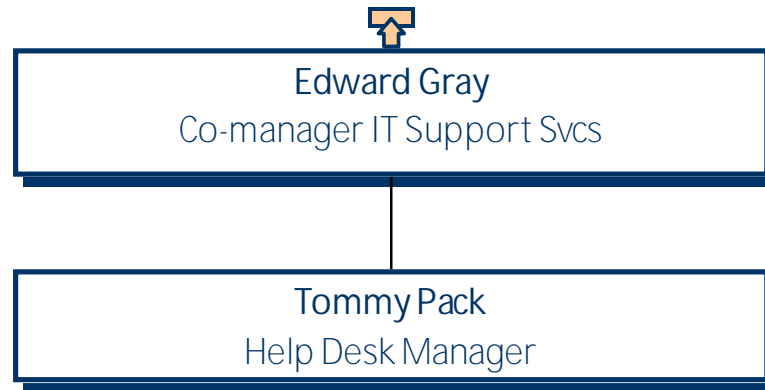 Edward Gray
Co-manager IT Support Svcs
Tommy Pack
Help Desk Manager